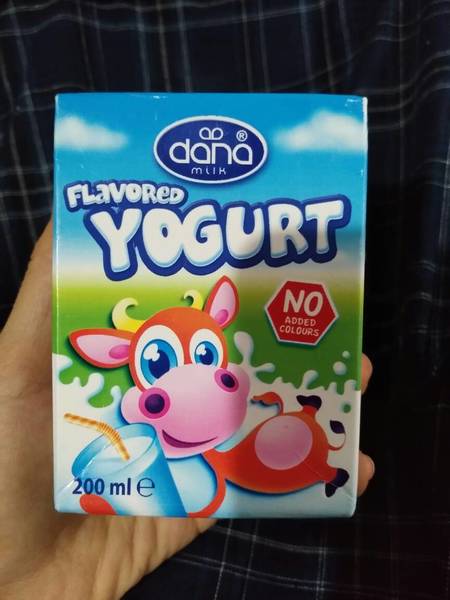 dana®
milk
FLAVORED
YOGURT
NO
ADDED
COLOURS
200 ml ℮